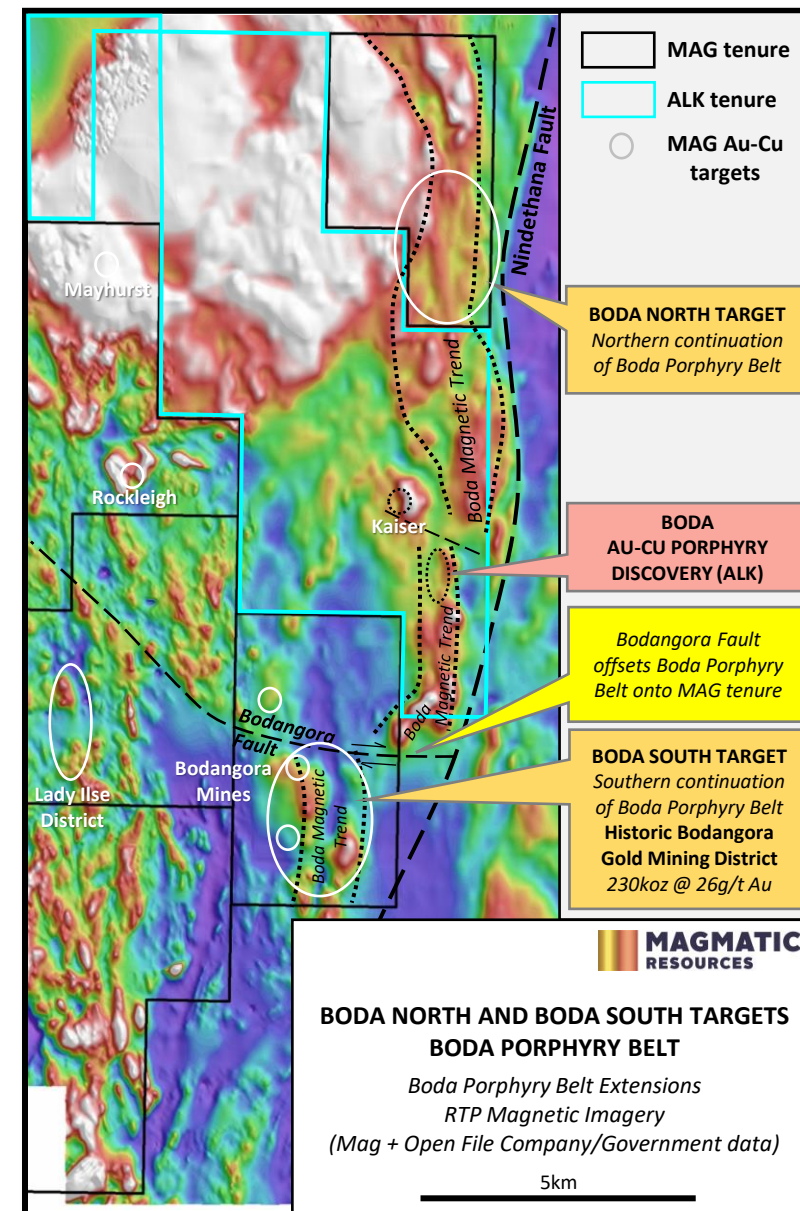 MAG tenure
ALK tenure
MAG Au-Cu
targets
Nindethana Fault
Mayhurst
BODA NORTH TARGET
Northern continuation
of Boda Porphyry Belt
Boda Magnetic Trend
Rockleigh
Kaiser
BODA
AU-CU PORPHYRY
DISCOVERY (ALK)
Boda
Magnetic Trend
Bodangora Fault
offsets Boda Porphyry
Belt onto MAG tenure
Bodangora
Fault
Bodangora
Mines
Lady Ilse
District
Boda Magnetic
Trend
BODA SOUTH TARGET
Southern continuation
of Boda Porphyry Belt
Historic Bodangora
Gold Mining District
230koz @ 26g/t Au
MAGMATIC
RESOURCES
BODA NORTH AND BODA SOUTH TARGETS
BODA PORPHYRY BELT
Boda Porphyry Belt Extensions
RTP Magnetic Imagery
(Mag + Open File Company/Government data)
5km